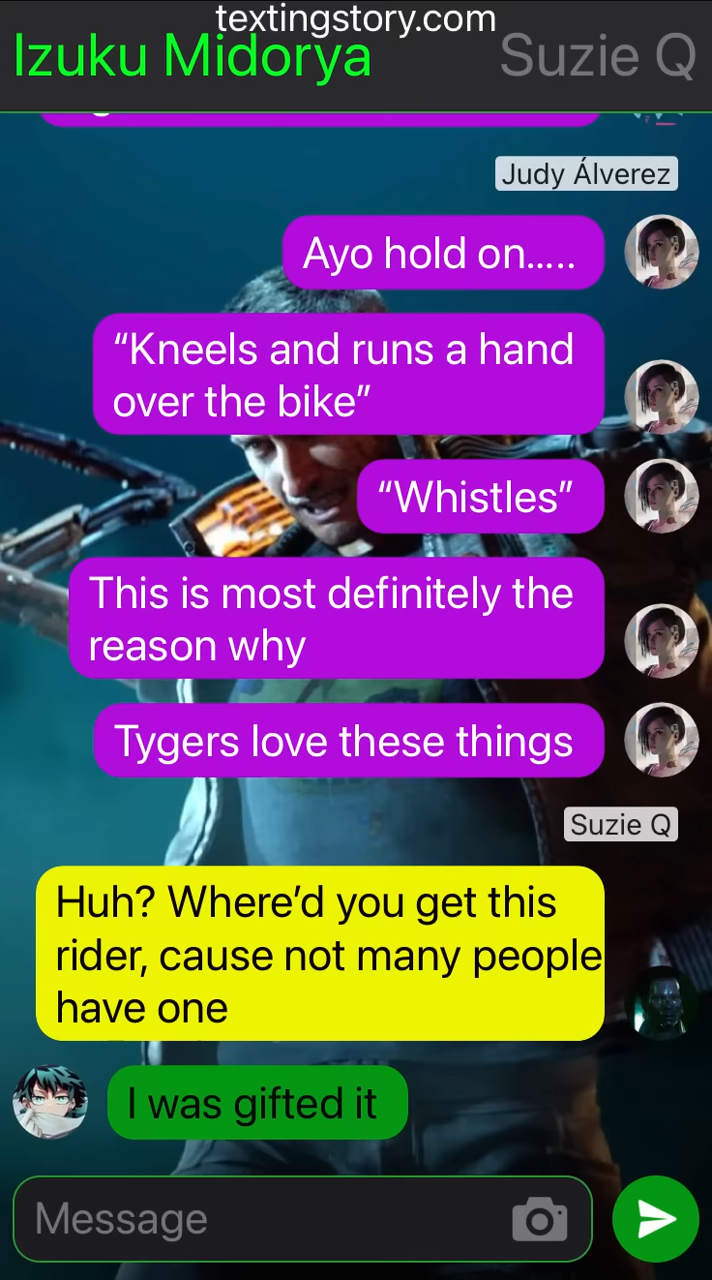 textingstory.com
Izuku Midorya
Suzie Q
Judy Álverez
Ayo hold on.....
“Kneels and runs a hand
over the bike”
“Whistles”
This is most definitely the
reason why
Tygers love these things
Suzie Q
Huh? Where’d you get this
rider, cause not many people
have one
I was gifted it
Message